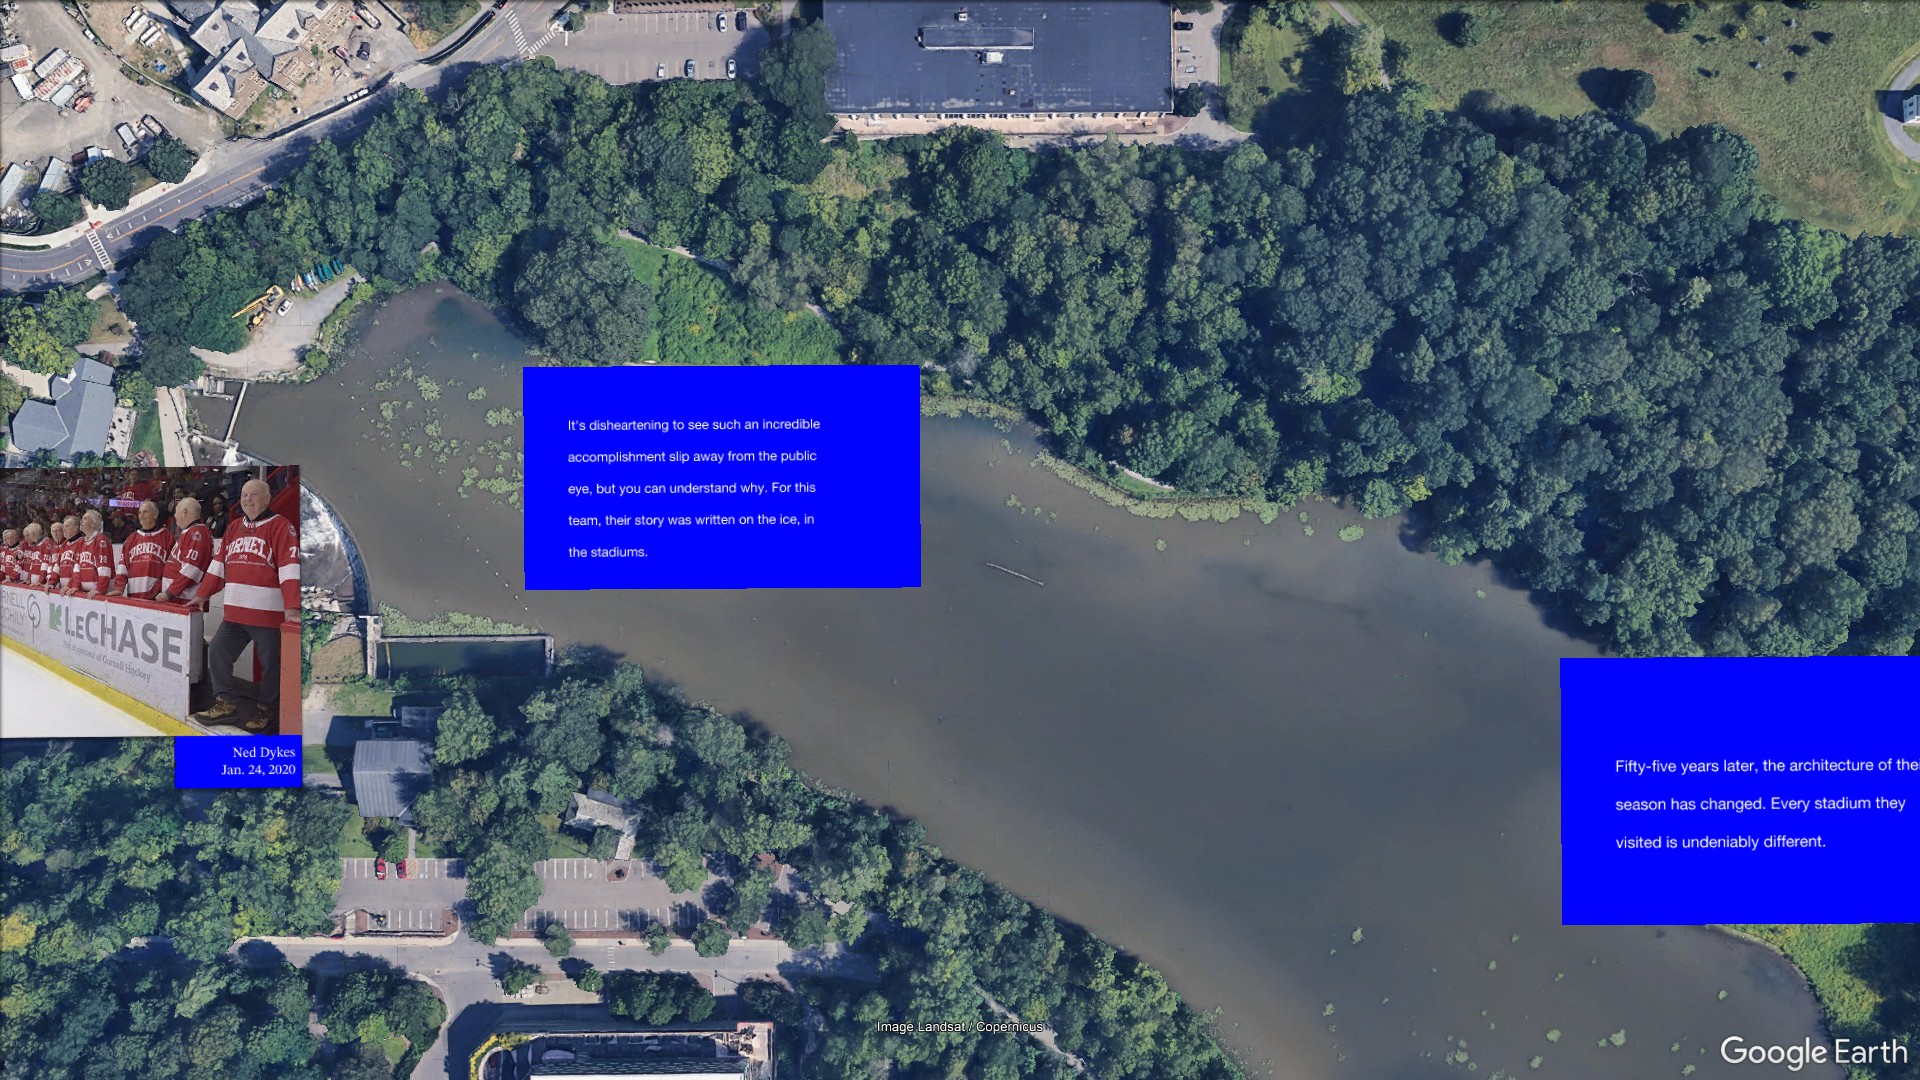 It's disheartening to see such an incredible
accomplishment slip away from the public
eye, but you can understand why. For this
team, their story was written on the ice, in
the stadiums.
CORNELL
10
LeCHASE
Ned Dykes
Jan. 24, 2020
Fifty-five years later, the architecture of thei
season has changed. Every stadium they
visited is undeniably different.
Image Landsat / Copernicus
Google Earth